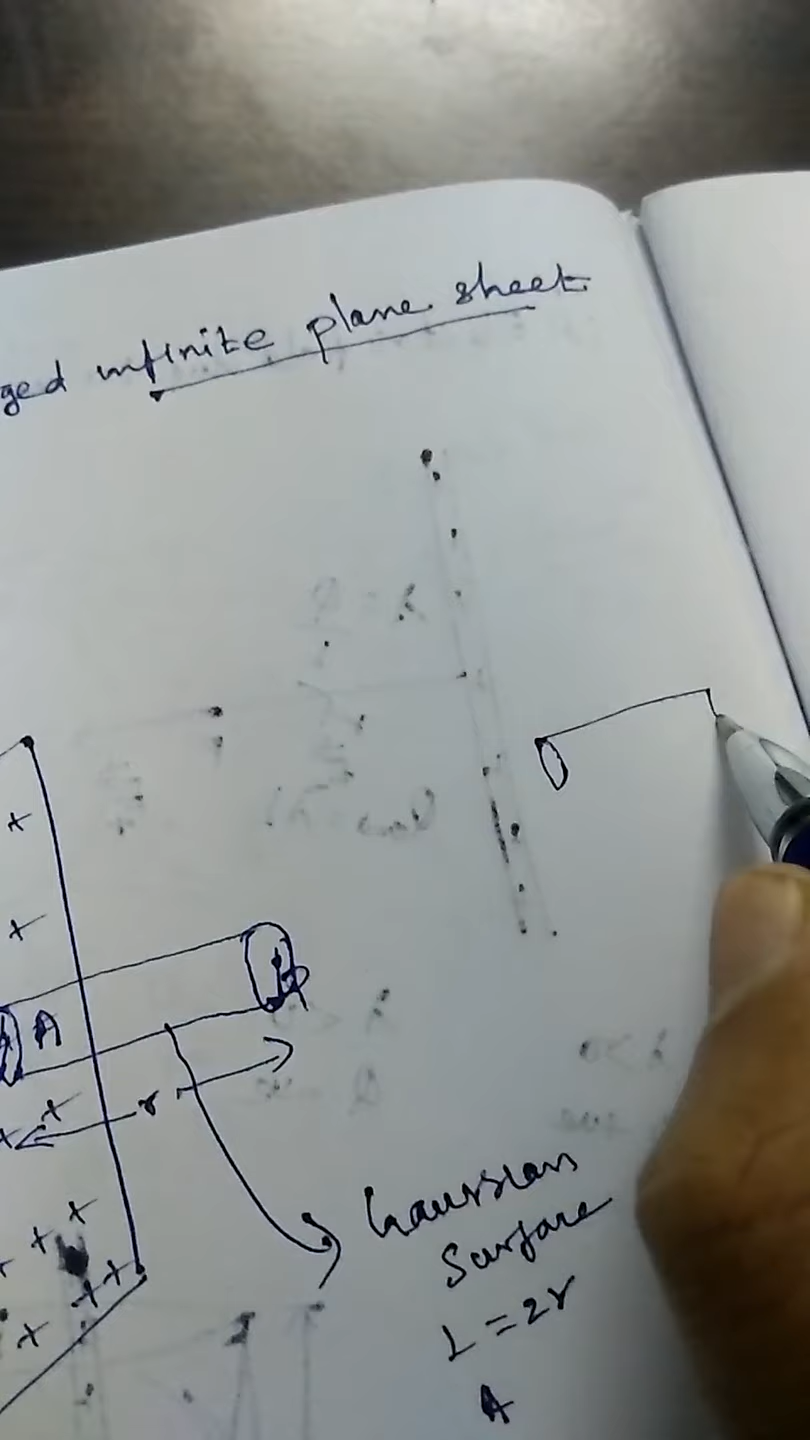 ged infinite plane sheet.
A
P
r
Gaussian
Surface
L = 2r
A